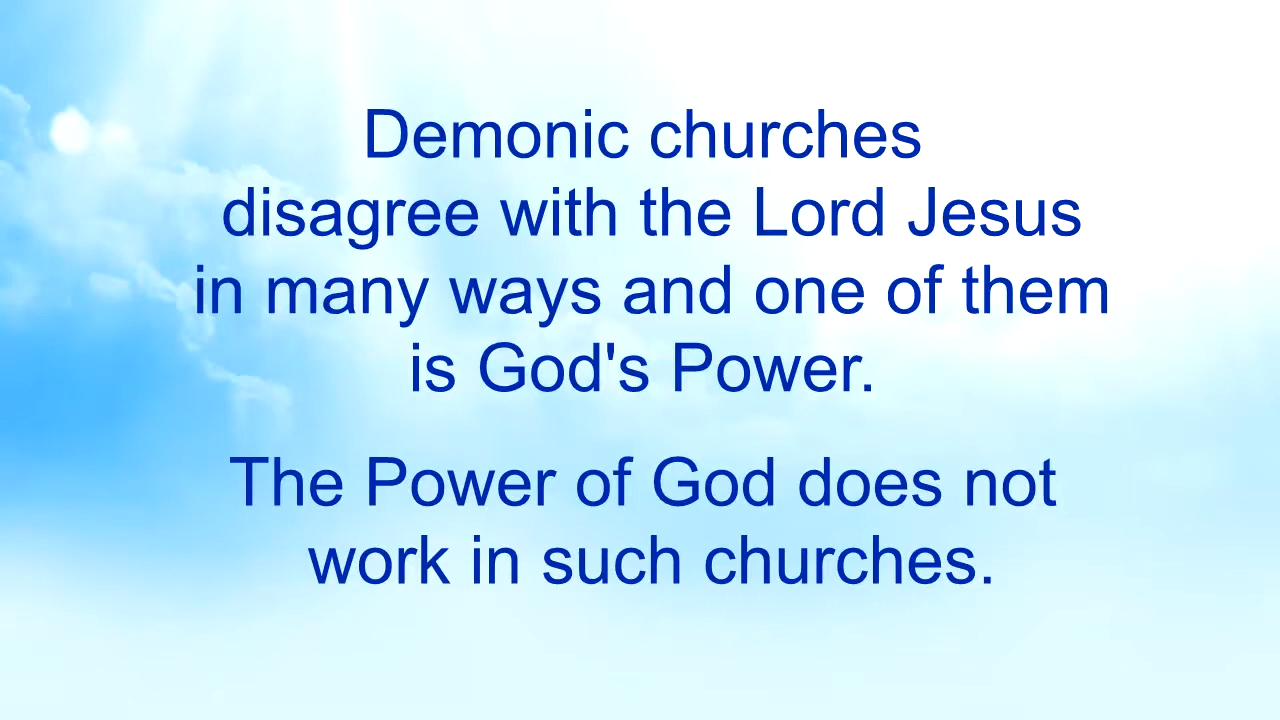 Demonic churches
disagree with the Lord Jesus
in many ways and one of them
is God's Power.
The Power of God does not
work in such churches.